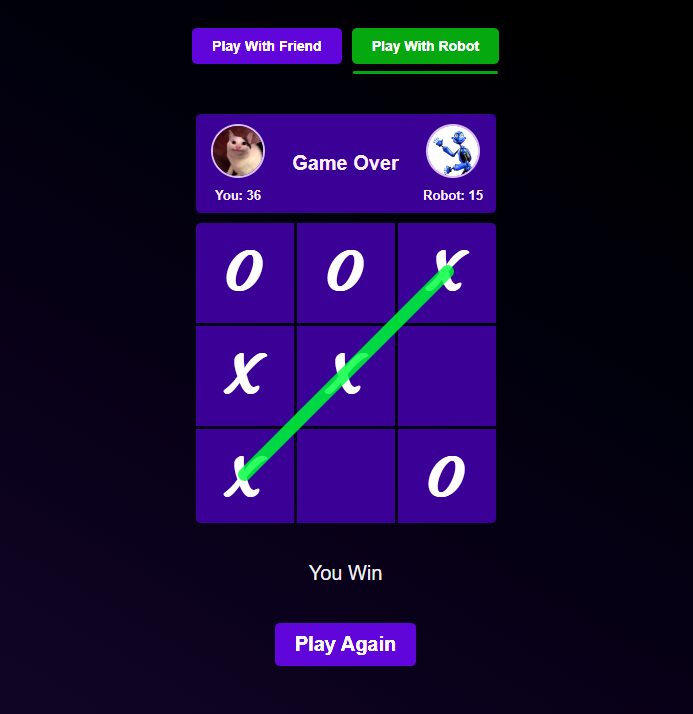 Play With Friend Play With Robot
Game Over
You: 36 Robot: 15
O O X
X X
X O
You Win
Play Again